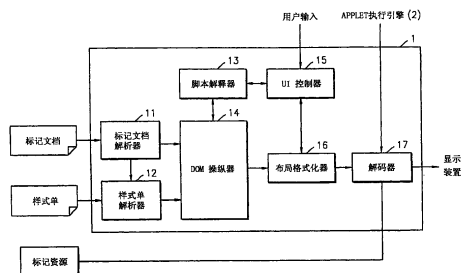 用户输入
APPLET执行引擎(2)
1
13
脚本解释器
15
UI 控制器
11
标记文档
标记文档
解析器
14
DOM 操纵器
16
布局格式化器
17
解码器
显示
装置
12
样式单
样式单
解析器
标记资源